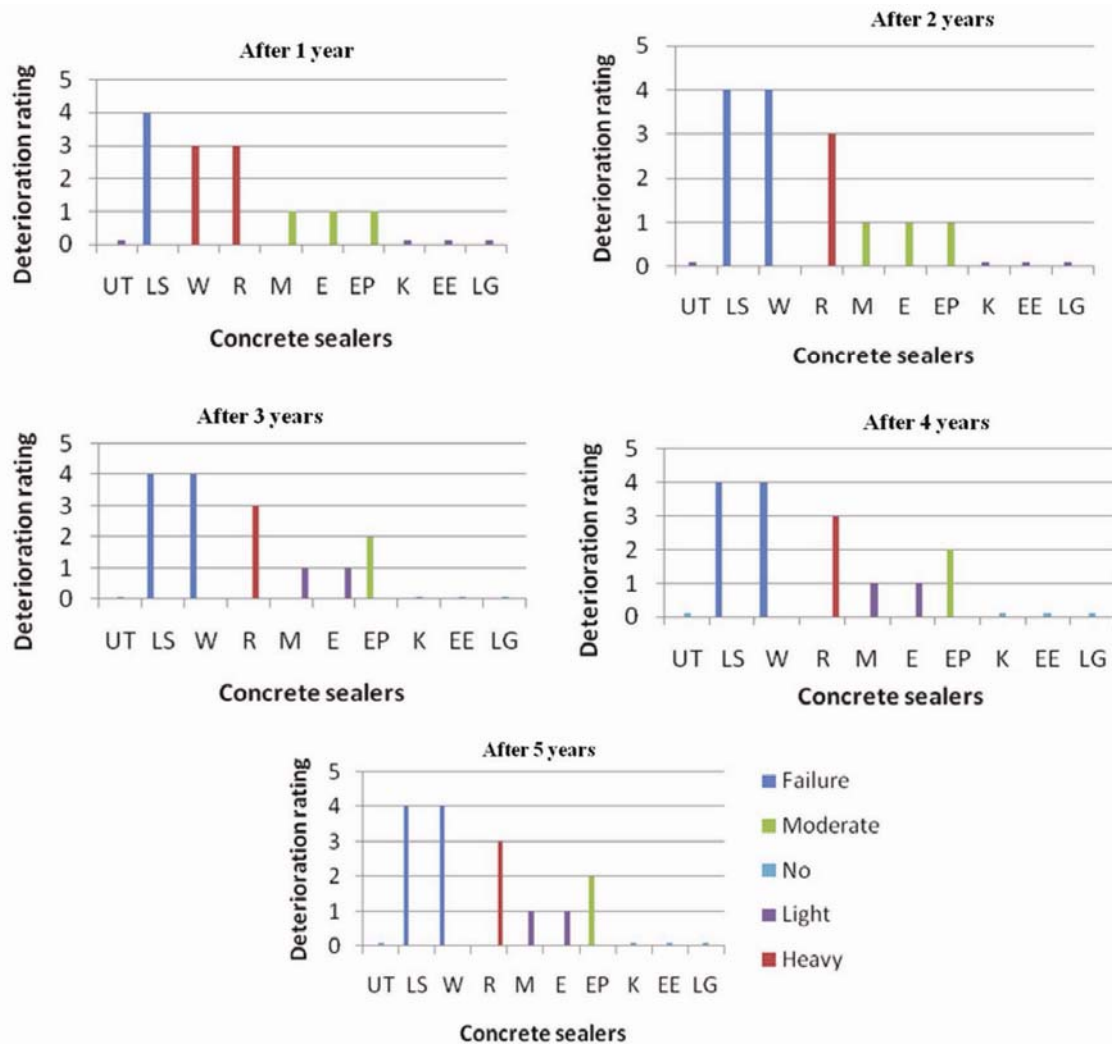 After 1 year
Deterioration rating
5
4
3
2
1
0
UT LS W R M E EP K EE LG
Concrete sealers
After 2 years
Deterioration rating
5
4
3
2
1
0
UT LS W R M E EP K EE LG
Concrete sealers
After 3 years
Deterioration rating
5
4
3
2
1
0
UT LS W R M E EP K EE LG
Concrete sealers
After 4 years
Deterioration rating
5
4
3
2
1
0
UT LS W R M E EP K EE LG
Concrete sealers
After 5 years
Deterioration rating
5
4
3
2
1
0
UT LS W R M E EP K EE LG
Concrete sealers
Failure
Moderate
No
Light
Heavy